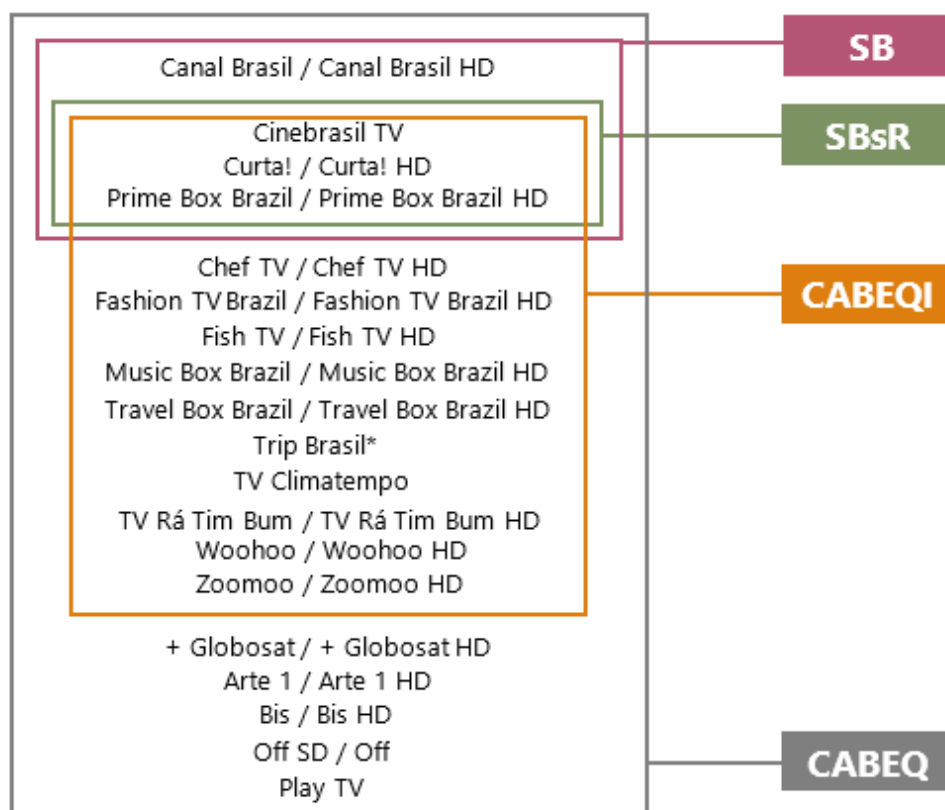 Canal Brasil / Canal Brasil HD
SB
Cinebrasil TV
SBsR
Curta! / Curta! HD
Prime Box Brazil / Prime Box Brazil HD
Chef TV / Chef TV HD
Fashion TV Brazil / Fashion TV Brazil HD
CABEQI
Fish TV / Fish TV HD
Music Box Brazil / Music Box Brazil HD
Travel Box Brazil / Travel Box Brazil HD
Trip Brasil*
TV Climatempo
TV Rá Tim Bum / TV Rá Tim Bum HD
Woohoo / Woohoo HD
Zoomoo / Zoomoo HD
+ Globosat / + Globosat HD
Arte 1 / Arte 1 HD
Bis / Bis HD
Off SD / Off
CABEQ
Play TV